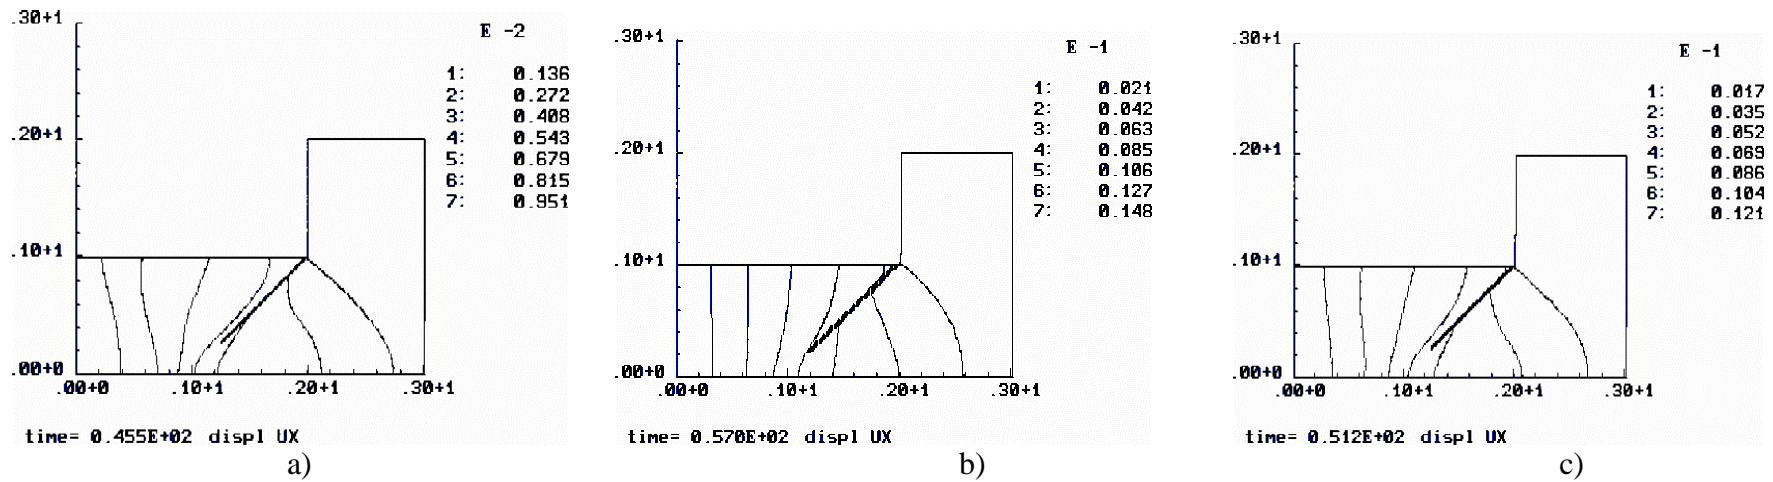 .30+1
E -2
1: 0.136
2: 0.272
3: 0.408
.20+1
4: 0.543
5: 0.679
6: 0.815
7: 0.951
.10+1
.00+0
.00+0 .10+1 .20+1 .30+1
time= 0.455E+02 displ UX
a)
.30+1
E -1
1: 0.021
2: 0.042
3: 0.063
4: 0.085
.20+1
5: 0.106
6: 0.127
7: 0.148
.10+1
.00+0
.00+0 .10+1 .20+1 .30+1
time= 0.570E+02 displ UX
b)
.30+1
E -1
1: 0.017
2: 0.035
3: 0.052
4: 0.069
.20+1
5: 0.086
6: 0.104
7: 0.121
.10+1
.00+0
.00+0 .10+1 .20+1 .30+1
time= 0.512E+02 displ UX
c)